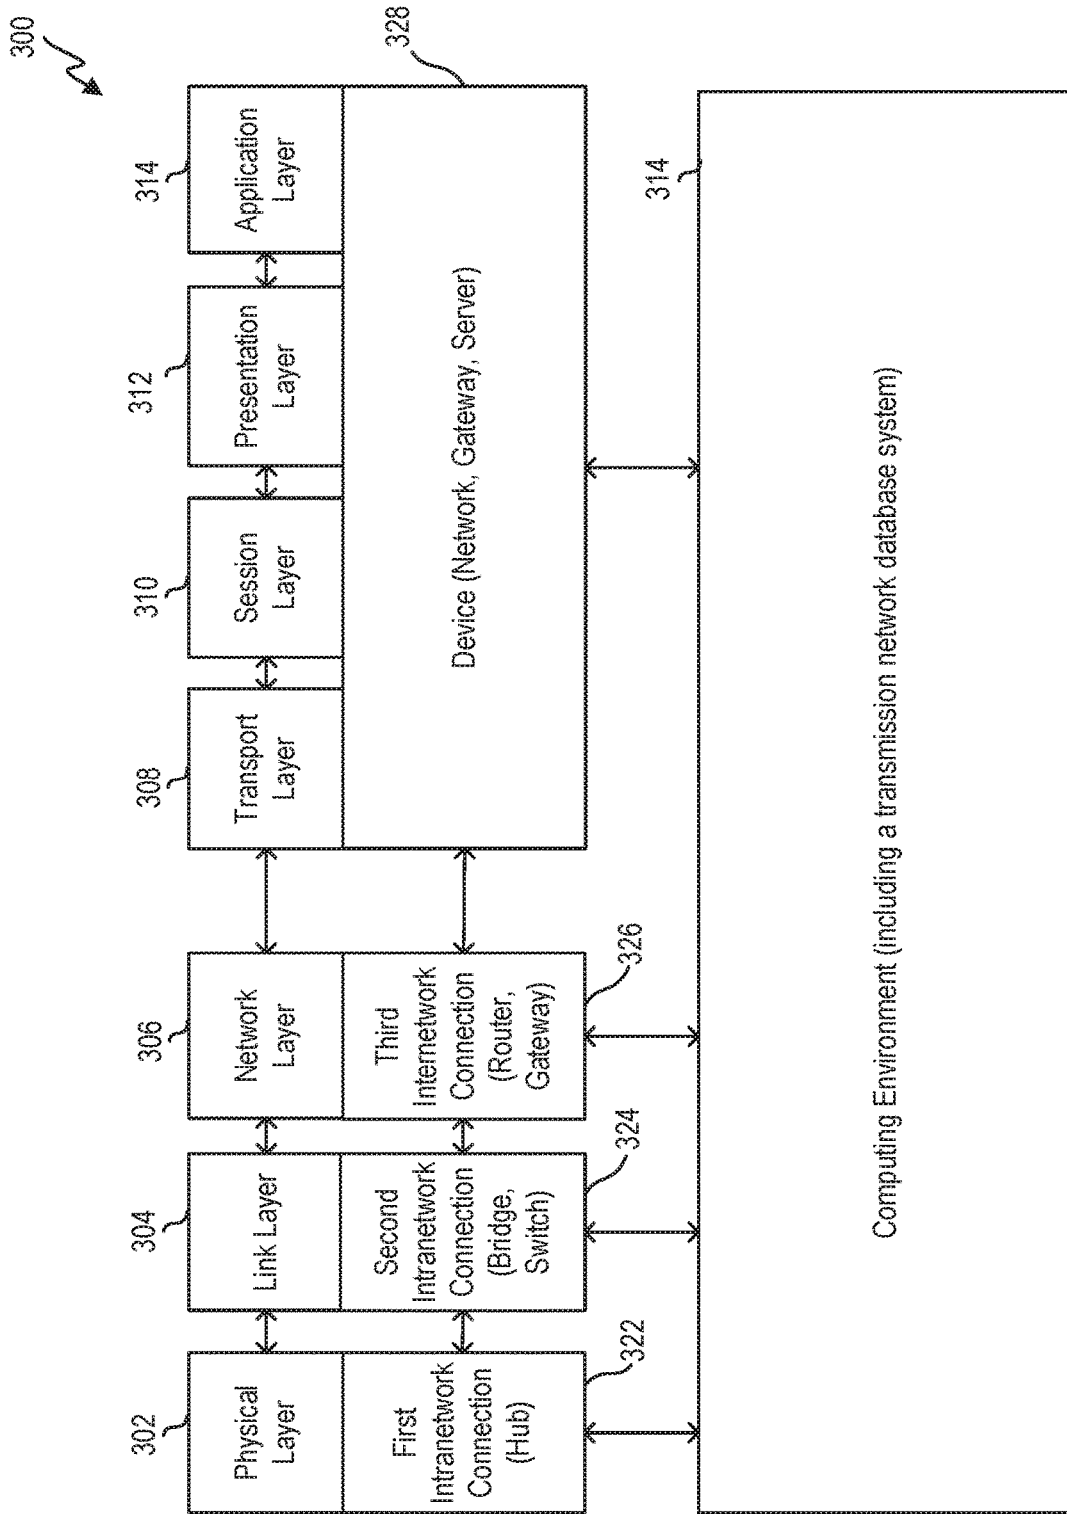 300
302
Physical
Layer
304
Link Layer
306
Network
Layer
308
Transport
Layer
310
Session
Layer
312
Presentation
Layer
314
Application
Layer
First
Intranetwork
Connection
(Hub)
322
Second
Intranetwork
Connection
(Bridge,
Switch)
324
Third
Internetwork
Connection
(Router,
Gateway)
326
Device (Network, Gateway, Server)
328
314
Computing Environment (including a transmission network database system)